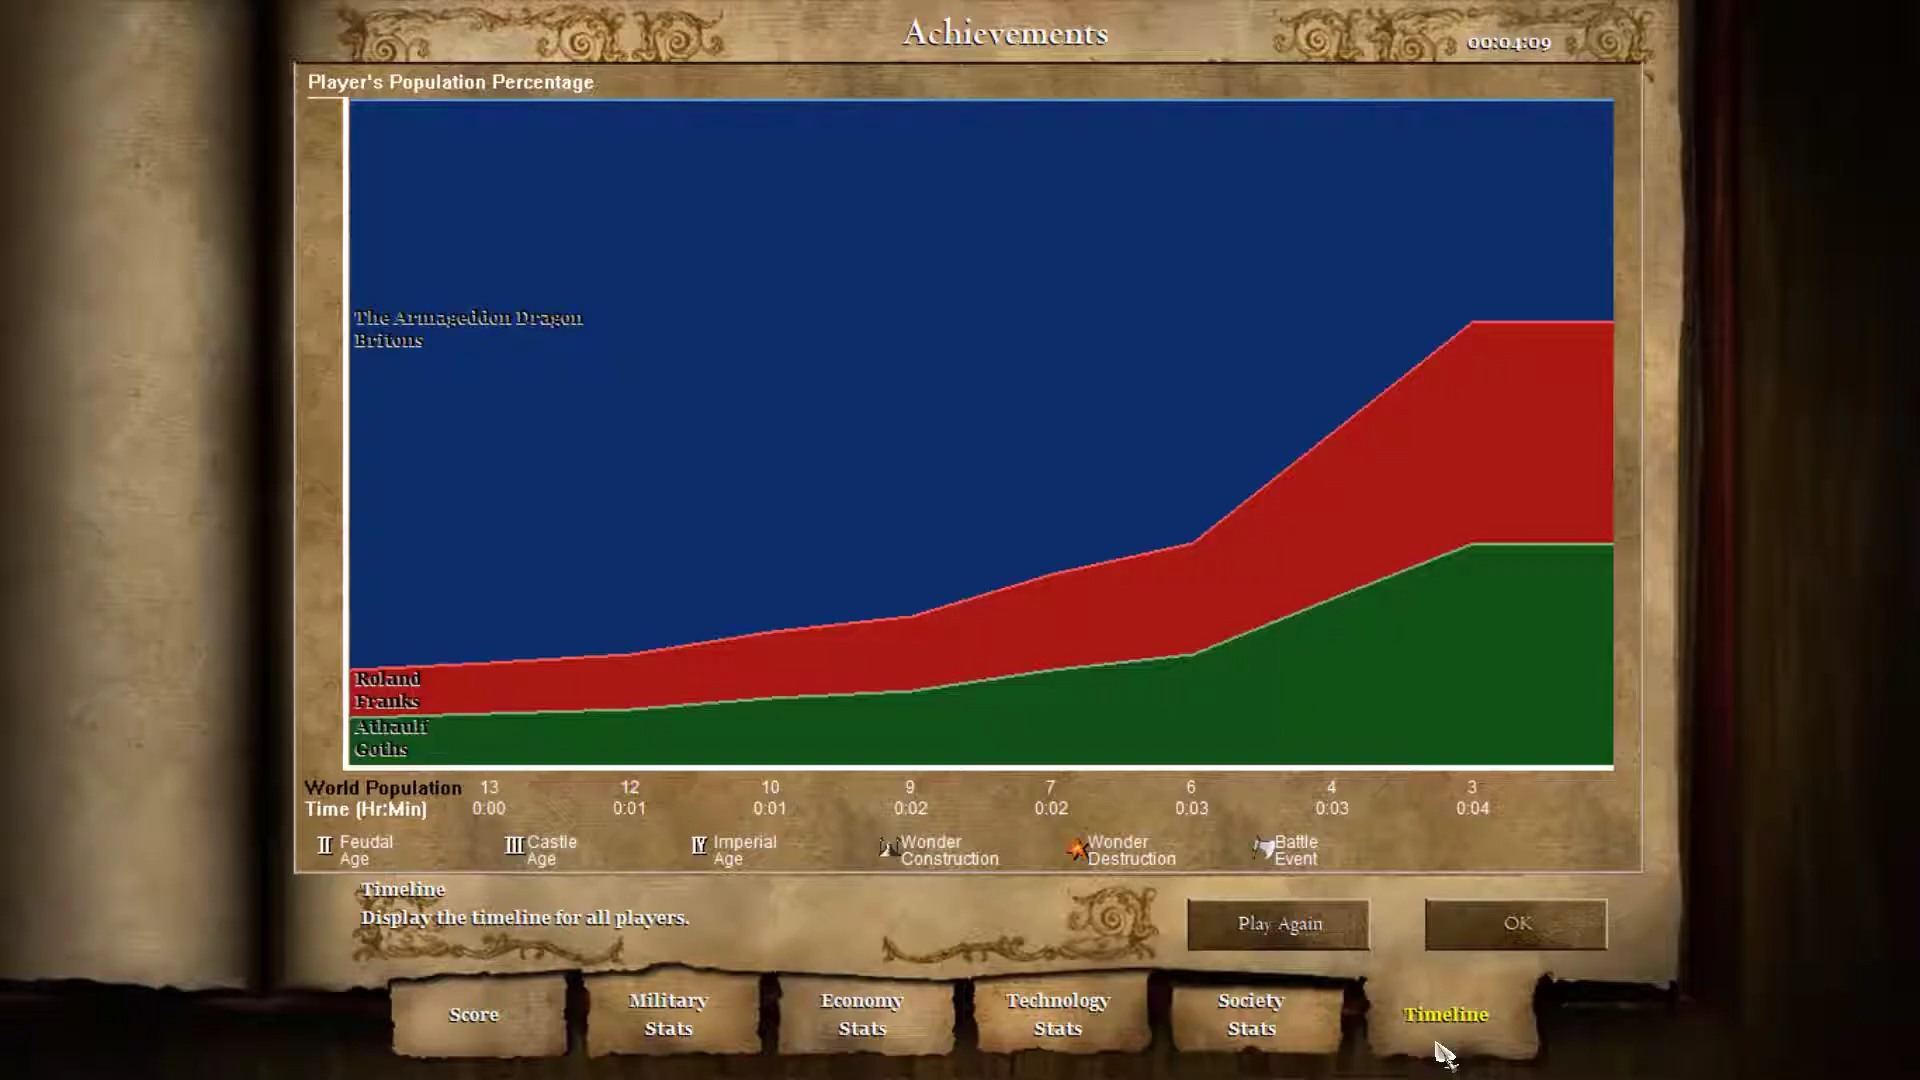 Achievements
00:04:09
Player's Population Percentage
The Armageddon Dragon
Britons
Roland
Franks
Athaulf
Goths
World Population 13 12 10 9 7 6 4 3
Time (Hr:Min) 0:00 0:01 0:01 0:02 0:02 0:03 0:03 0:04
II Feudal Age
III Castle Age
IV Imperial Age
Wonder Construction
Wonder Destruction
Battle Event
Timeline
Display the timeline for all players.
Play Again
OK
Score
Military Stats
Economy Stats
Technology Stats
Society Stats
Timeline